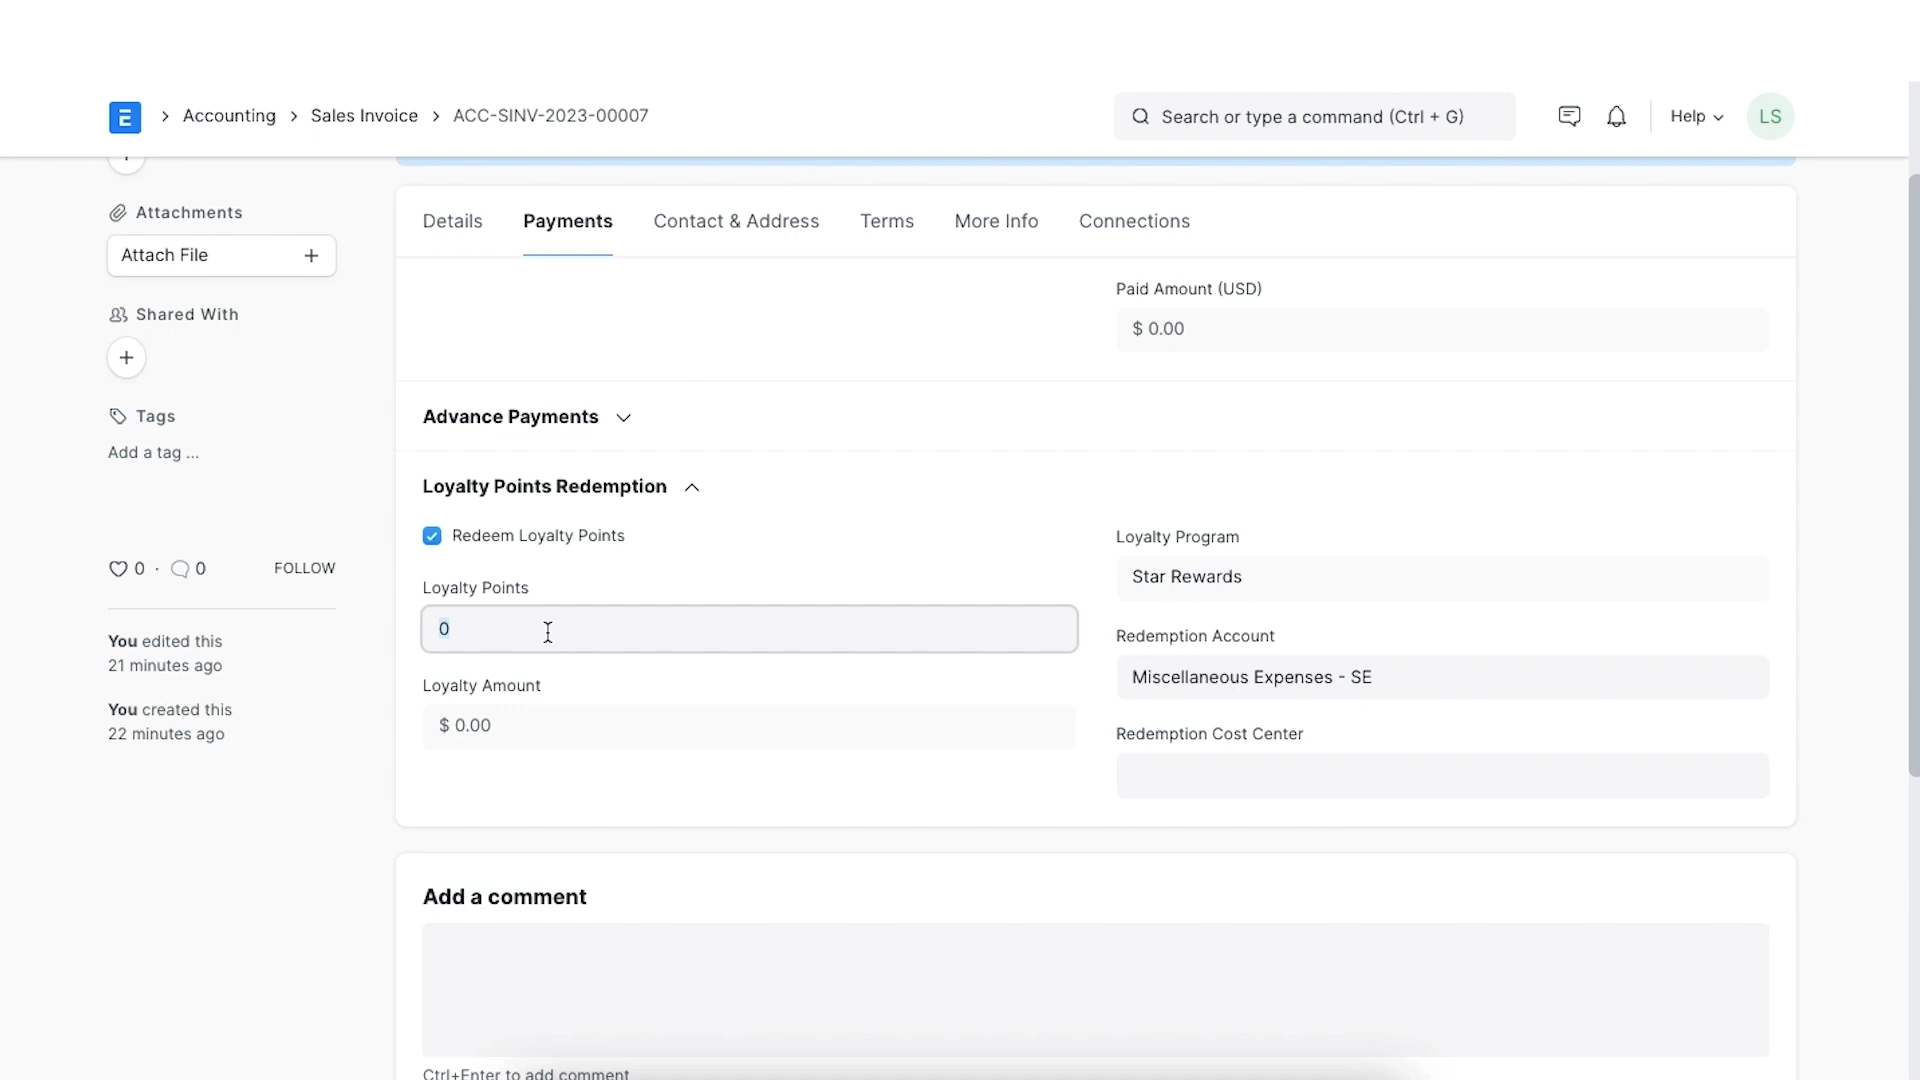 E > Accounting > Sales Invoice > ACC-SINV-2023-00007
Search or type a command (Ctrl + G)
Help
LS
Attachments
Attach File +
Shared With
+
Tags
Add a tag ...
0 · 0 FOLLOW
You edited this
21 minutes ago
You created this
22 minutes ago
Details Payments Contact & Address Terms More Info Connections
Paid Amount (USD)
$ 0.00
Advance Payments
Loyalty Points Redemption
Redeem Loyalty Points
Loyalty Points
0
Loyalty Amount
$ 0.00
Loyalty Program
Star Rewards
Redemption Account
Miscellaneous Expenses - SE
Redemption Cost Center
Add a comment
Ctrl+Enter to add comment